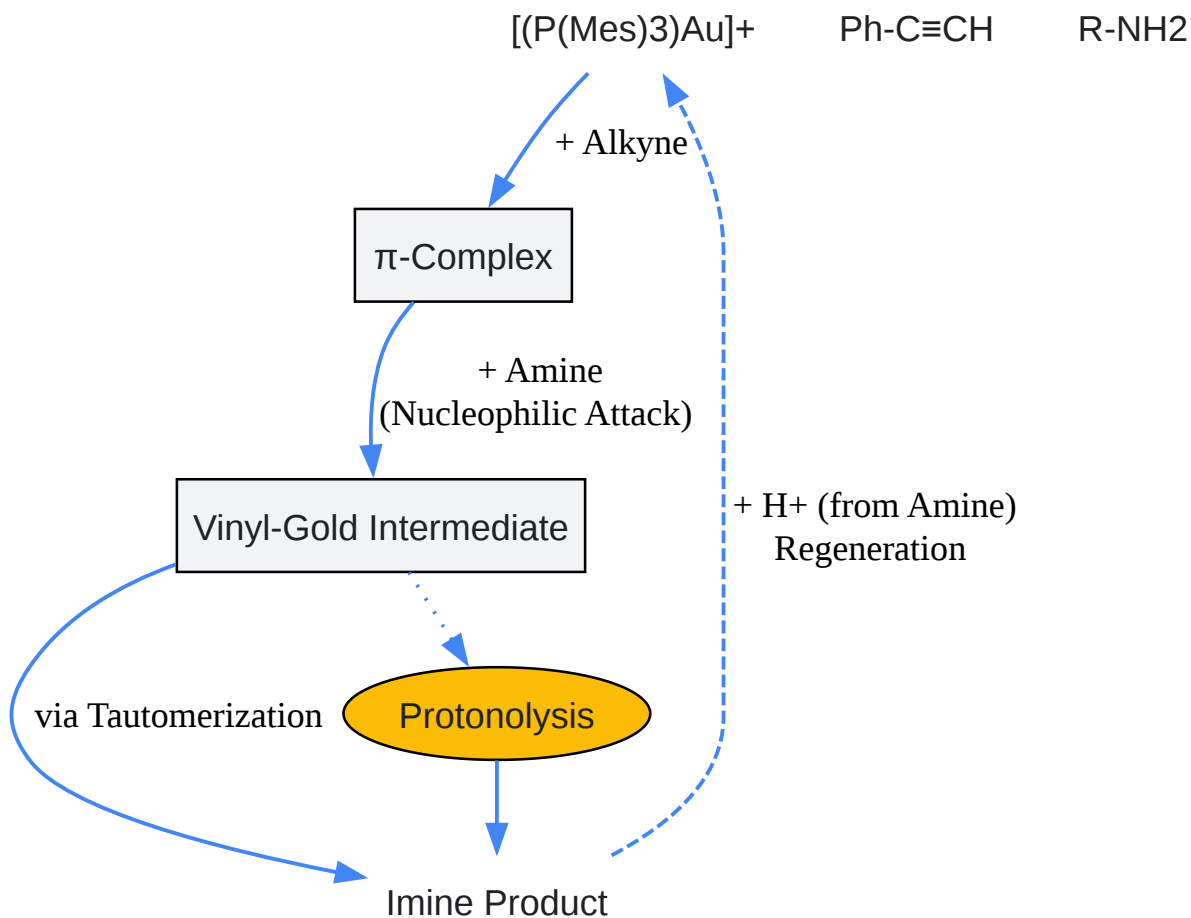 [(P(Mes)3)Au]+
Ph-C≡CH
R-NH2
+ Alkyne
π-Complex
+ Amine
(Nucleophilic Attack)
Vinyl-Gold Intermediate
+ H+ (from Amine)
Regeneration
via Tautomerization
Protonolysis
Imine Product